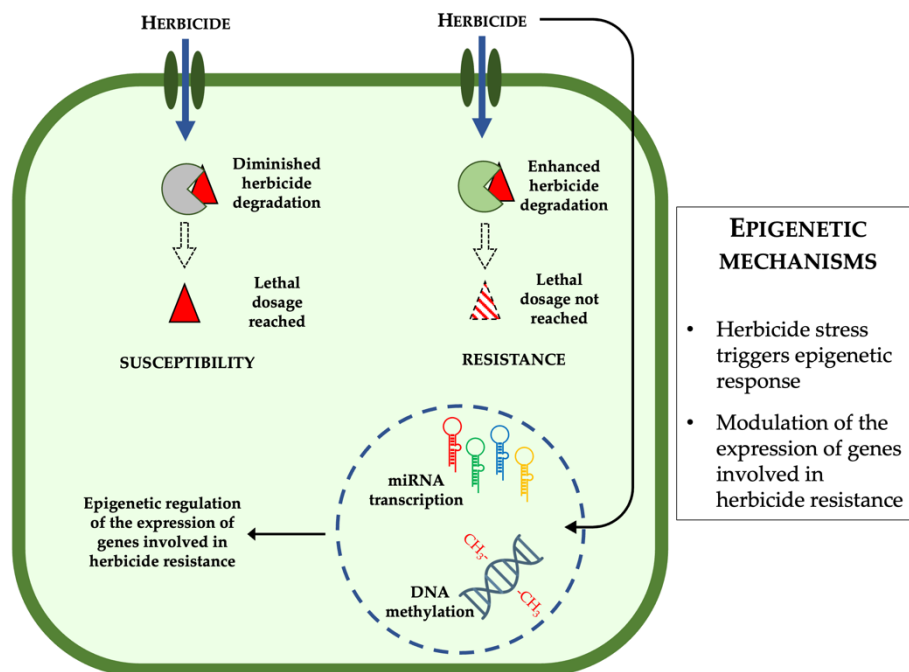 HERBICIDE
HERBICIDE
Diminished
herbicide
degradation
Enhanced
herbicide
degradation
Lethal
dosage
reached
Lethal
dosage not
reached
SUSCEPTIBILITY
RESISTANCE
miRNA
transcription
Epigenetic regulation
of the expression of
genes involved in
herbicide resistance
CH3-
DNA
methylation
-CH3
EPIGENETIC
MECHANISMS
• Herbicide stress
triggers epigenetic
response
• Modulation of the
expression of genes
involved in
herbicide resistance